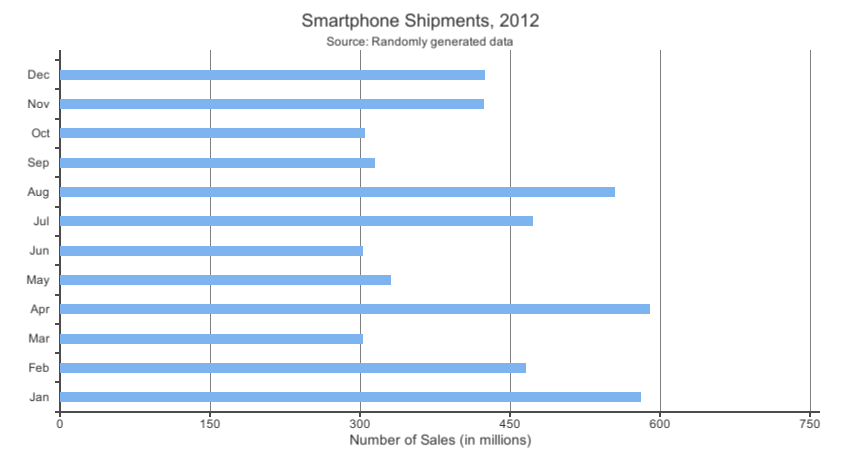 Smartphone Shipments, 2012
Source: Randomly generated data
Dec
Nov
Oct
Sep
Aug
Jul
Jun
May
Apr
Mar
Feb
Jan
0 150 300 450 600 750
Number of Sales (in millions)